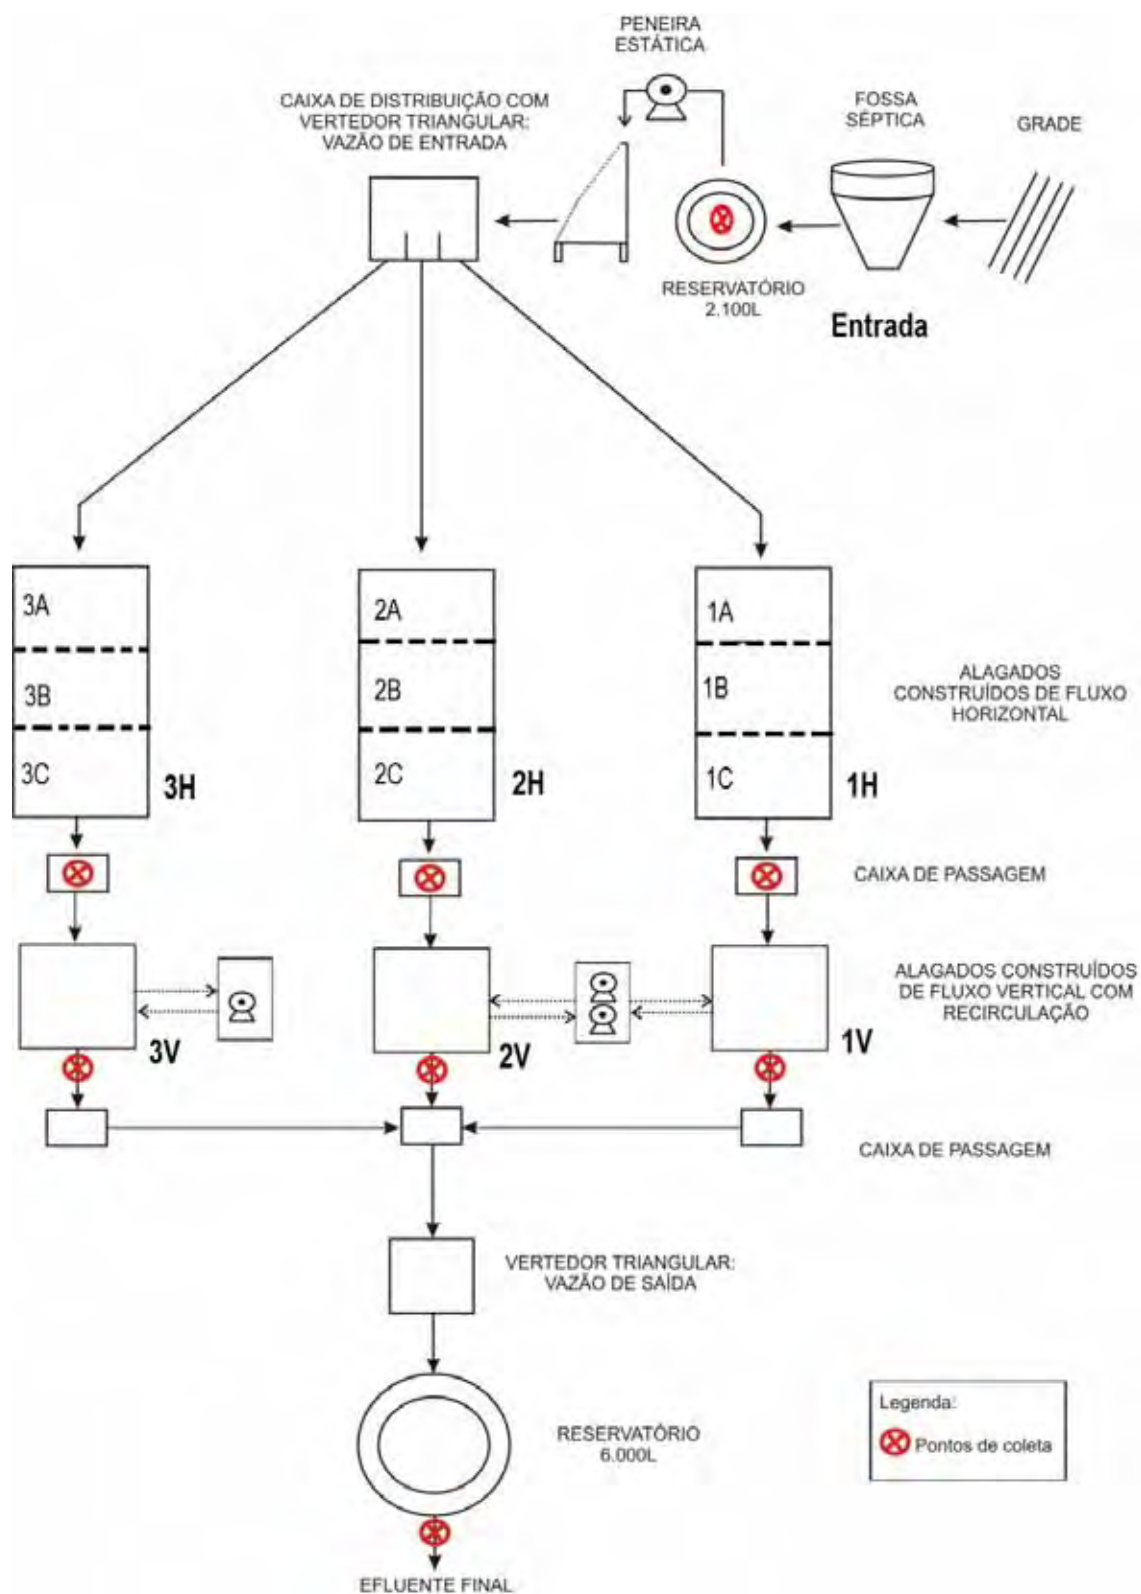 PENEIRA
ESTÁTICA
CAIXA DE DISTRIBUIÇÃO COM
VERTEDOR TRIANGULAR:
VAZÃO DE ENTRADA
FOSSA
SÉPTICA
GRADE
RESERVATÓRIO
2.100L
Entrada
3A
3B
3C
3H
2A
2B
2C
2H
1A
1B
1C
1H
ALAGADOS
CONSTRUÍDOS DE FLUXO
HORIZONTAL
CAIXA DE PASSAGEM
3V
2V
1V
ALAGADOS CONSTRUÍDOS
DE FLUXO VERTICAL COM
RECIRCULAÇÃO
CAIXA DE PASSAGEM
VERTEDOR TRIANGULAR:
VAZÃO DE SAÍDA
RESERVATÓRIO
6.000L
Legenda:
Pontos de coleta
EFLUENTE FINAL